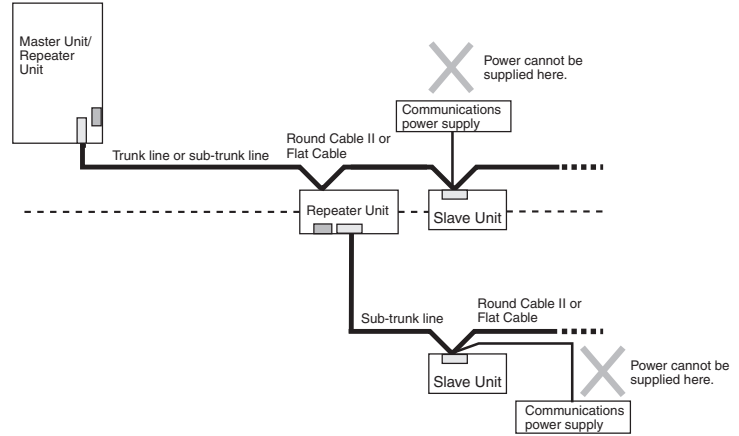 Master Unit/
Repeater
Unit
Power cannot be
supplied here.
Communications
power supply
Trunk line or sub-trunk line
Round Cable II or
Flat Cable
Repeater Unit
Slave Unit
Sub-trunk line
Round Cable II or
Flat Cable
Slave Unit
Power cannot be
supplied here.
Communications
power supply